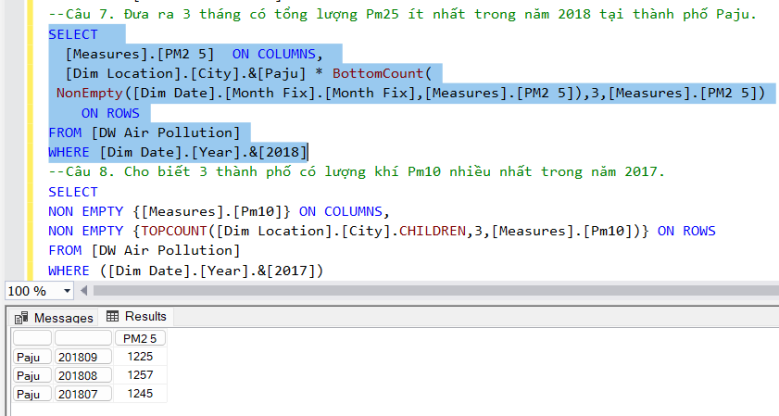 --Câu 7. Đưa ra 3 tháng có tổng lượng Pm25 ít nhất trong năm 2018 tại thành phố Paju.
SELECT
[Measures].[PM2 5]  ON COLUMNS,
[Dim Location].[City].&[Paju] * BottomCount(
NonEmpty([Dim Date].[Month Fix].[Month Fix],[Measures].[PM2 5]),3,[Measures].[PM2 5])
ON ROWS
FROM [DW Air Pollution]
WHERE [Dim Date].[Year].&[2018]
--Câu 8. Cho biết 3 thành phố có lượng khí Pm10 nhiều nhất trong năm 2017.
SELECT
NON EMPTY {[Measures].[Pm10]} ON COLUMNS,
NON EMPTY {TOPCOUNT([Dim Location].[City].CHILDREN,3,[Measures].[Pm10])} ON ROWS
FROM [DW Air Pollution]
WHERE ([Dim Date].[Year].&[2017])
100 %
Messages Results
PM2 5
Paju 201809 1225
Paju 201808 1257
Paju 201807 1245